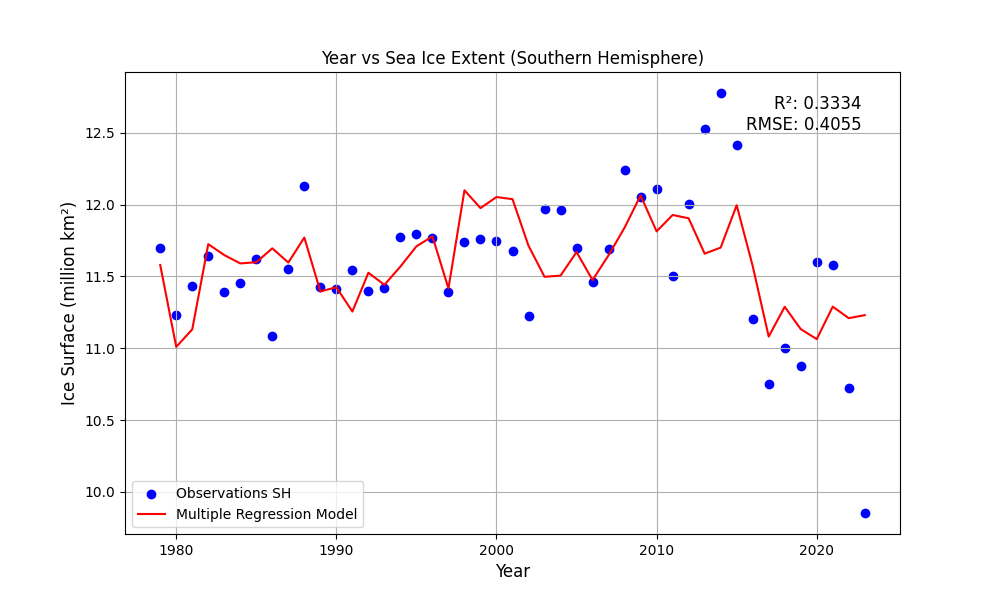 Year vs Sea Ice Extent (Southern Hemisphere)
R²: 0.3334
RMSE: 0.4055
Ice Surface (million km²)
12.5
12.0
11.5
11.0
10.5
10.0
Observations SH
Multiple Regression Model
1980
1990
2000
2010
2020
Year